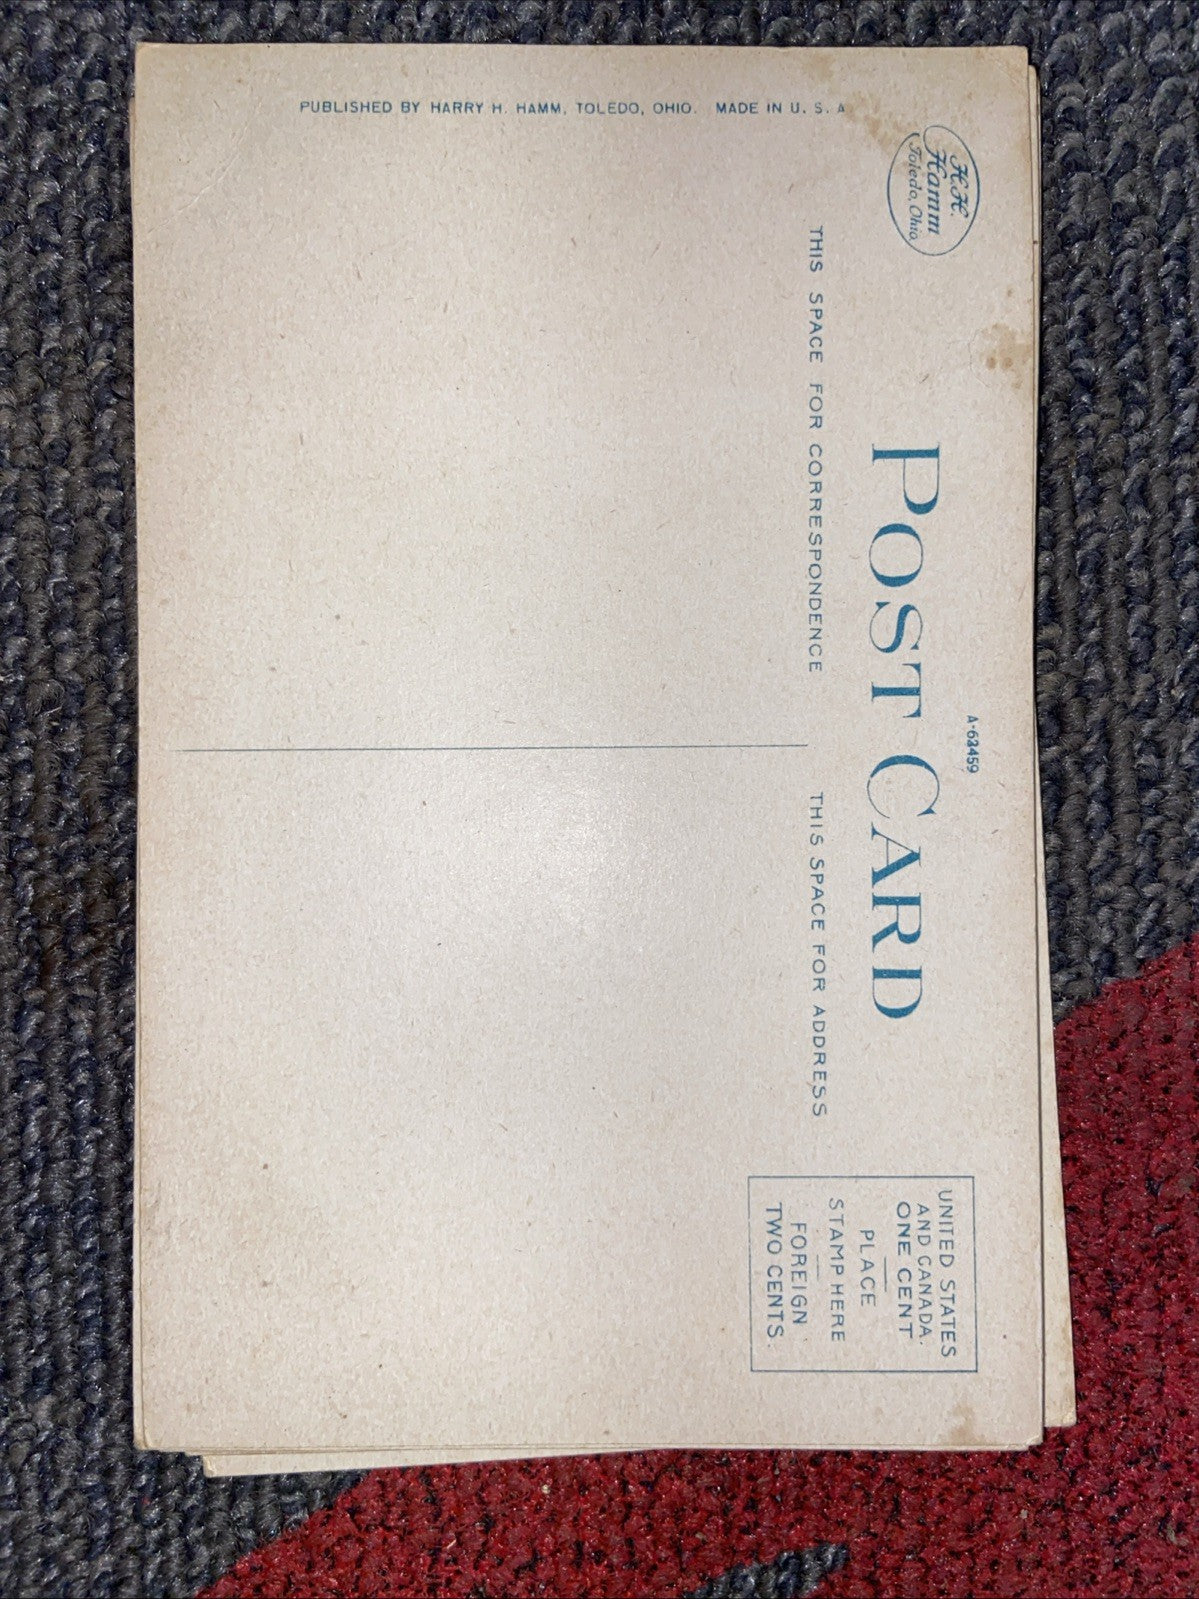 PUBLISHED BY HARRY H. HAMM, TOLEDO, OHIO. MADE IN U. S. A
H.H.
Hamm
Toledo, Ohio.
A-63459
POST CARD
THIS SPACE FOR CORRESPONDENCE
THIS SPACE FOR ADDRESS
UNITED STATES
AND CANADA.
ONE CENT
PLACE
STAMP HERE
FOREIGN
TWO CENTS.